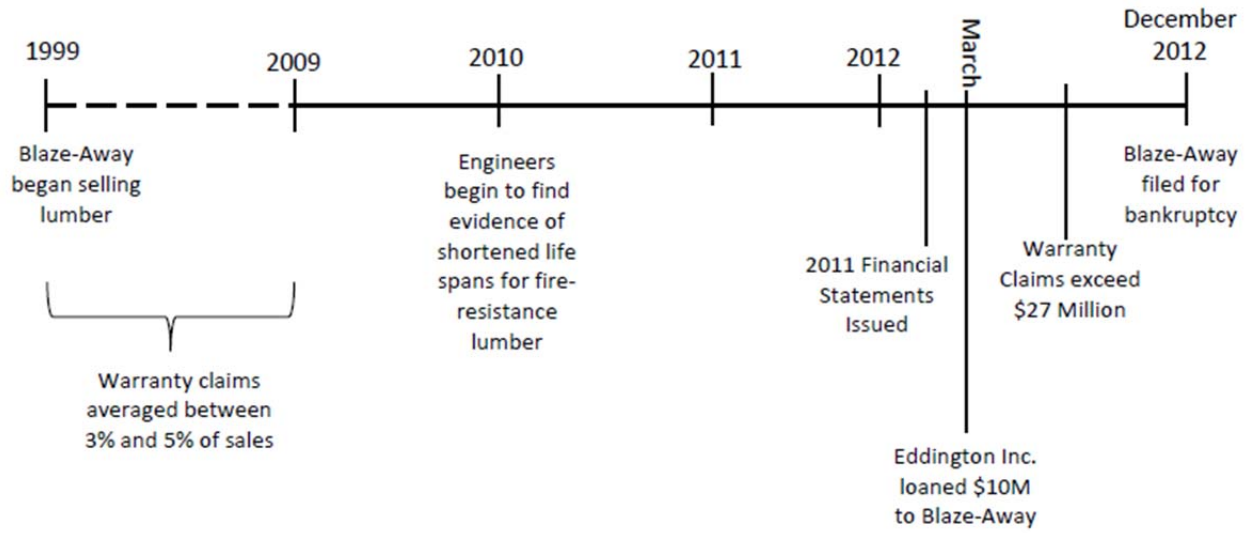 1999
Blaze-Away
began selling
lumber
Warranty claims
averaged between
3% and 5% of sales
2009
2010
Engineers
begin to find
evidence of
shortened life
spans for fire-
resistance
lumber
2011
2012
2011 Financial
Statements
Issued
March
Eddington Inc.
loaned $10M
to Blaze-Away
Warranty
Claims exceed
$27 Million
December
2012
Blaze-Away
filed for
bankruptcy